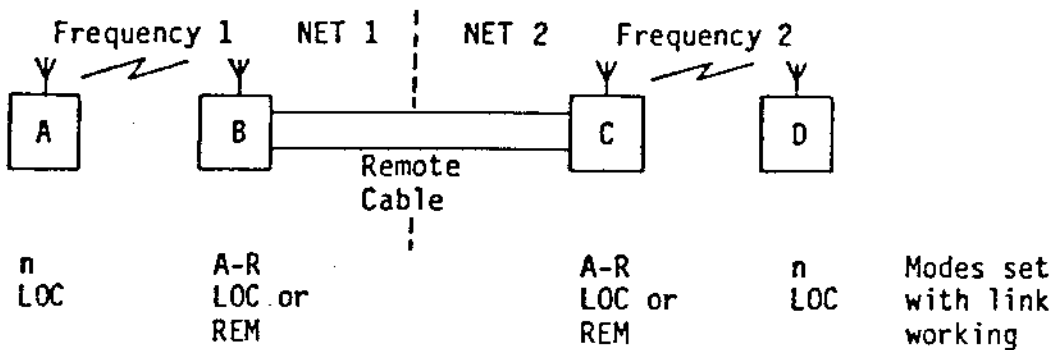 Frequency 1 NET 1 NET 2 Frequency 2
A B C D
Remote
Cable
n A-R A-R n Modes set
LOC LOC or LOC or LOC with link
REM REM working